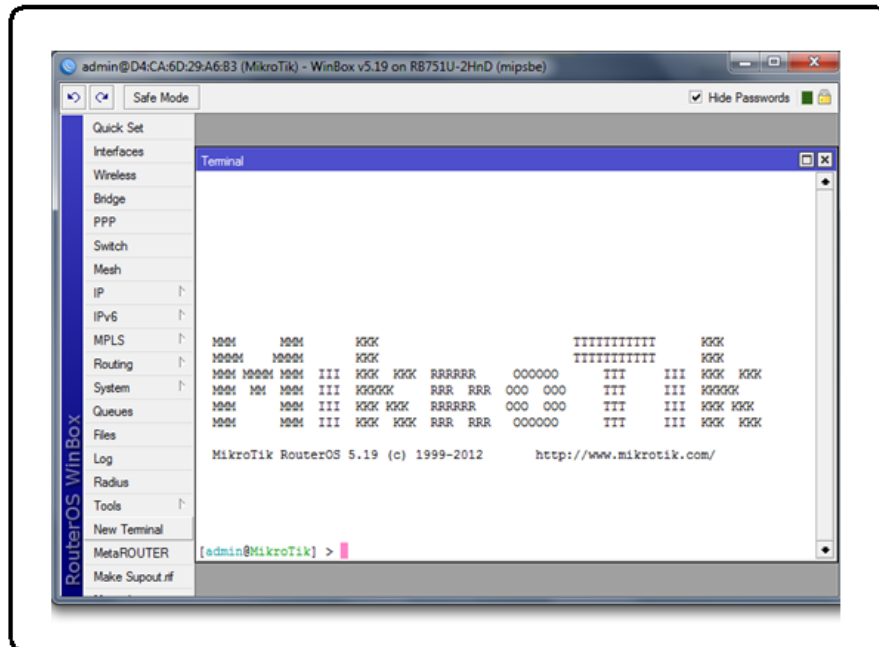 admin@D4:CA:6D:29:A6:B3 (MikroTik) - WinBox v5.19 on RB751U-2HnD (mipsbe)
Safe Mode
Hide Passwords
RouterOS WinBox
Quick Set
Interfaces
Wireless
Bridge
PPP
Switch
Mesh
IP
IPv6
MPLS
Routing
System
Queues
Files
Log
Radius
Tools
New Terminal
MetaROUTER
Make Supout.rif
Terminal
MMM      MMM       KKK                          TTTTTTTTTTT      KKK
MMMM    MMMM       KKK                          TTTTTTTTTTT      KKK
MMM MMMM MMM  III  KKK  KKK  RRRRRR     OOOOOO      TTT     III  KKK  KKK
MMM  MM  MMM  III  KKKKK     RRR  RRR  OOO  OOO     TTT     III  KKKKK
MMM      MMM  III  KKK KKK   RRRRRR    OOO  OOO     TTT     III  KKK KKK
MMM      MMM  III  KKK  KKK  RRR  RRR   OOOOOO      TTT     III  KKK  KKK
MikroTik RouterOS 5.19 (c) 1999-2012       http://www.mikrotik.com/
[admin@MikroTik] >